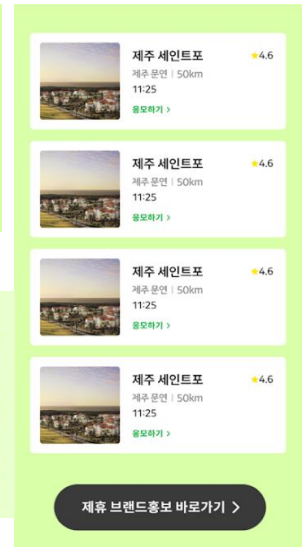 제주 세인트포
★4.6
제주 문연 | 50km
11:25
응모하기 >
제주 세인트포
★4.6
제주 문연 | 50km
11:25
응모하기 >
제주 세인트포
★4.6
제주 문연 | 50km
11:25
응모하기 >
제주 세인트포
★4.6
제주 문연 | 50km
11:25
응모하기 >
제휴 브랜드홍보 바로가기 >